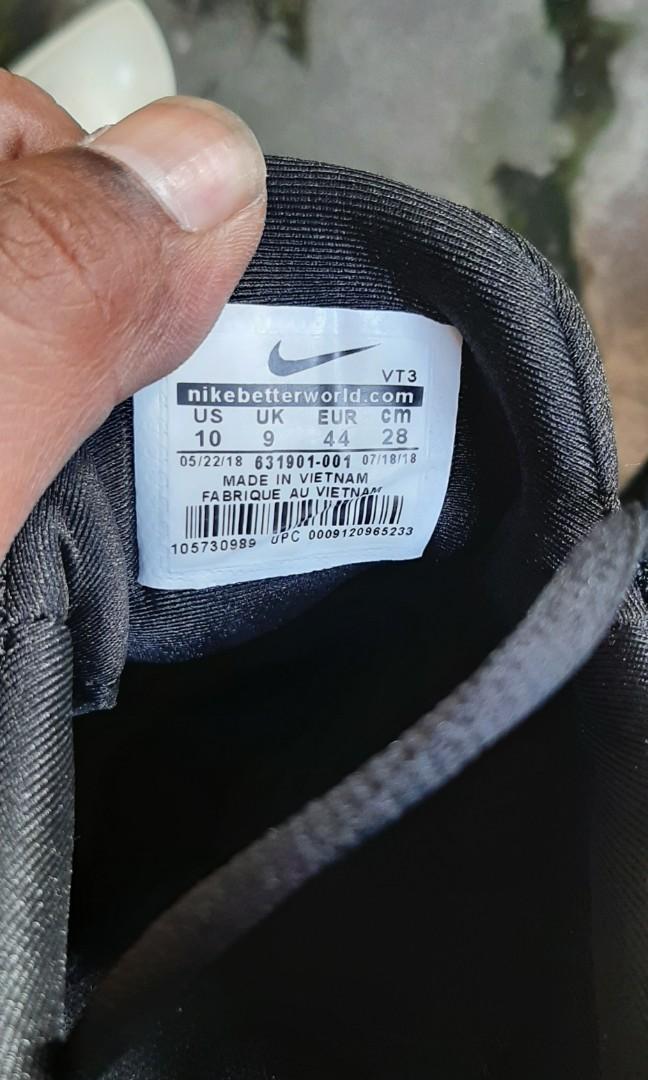 VT3
nikebetterworld.com
US UK EUR cm
10 9 44 28
05/22/18 631901-001 07/18/18
MADE IN VIETNAM
FABRIQUE AU VIETNAM
105730989 UPC 0009120965233